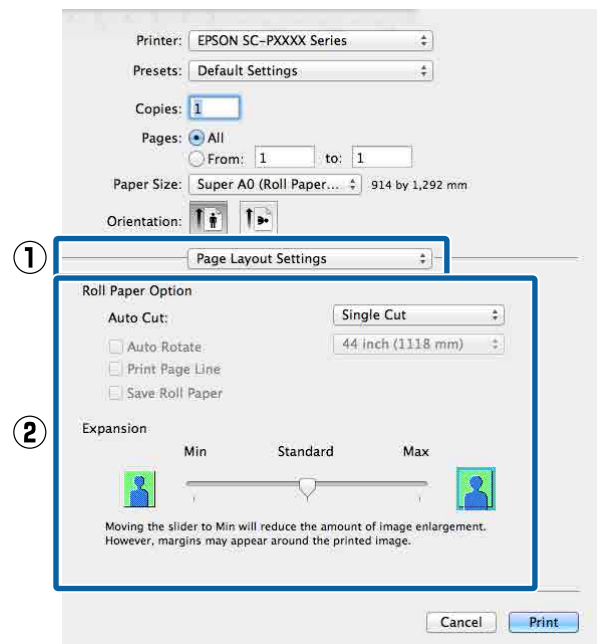 Printer: EPSON SC-PXXXX Series
Presets: Default Settings
Copies: 1
Pages: All
From: 1 to: 1
Paper Size: Super A0 (Roll Paper... 914 by 1,292 mm
Orientation:
①
Page Layout Settings
②
Roll Paper Option
Auto Cut: Single Cut
Auto Rotate 44 inch (1118 mm)
Print Page Line
Save Roll Paper
Expansion
Min Standard Max
Moving the slider to Min will reduce the amount of image enlargement.
However, margins may appear around the printed image.
Cancel Print